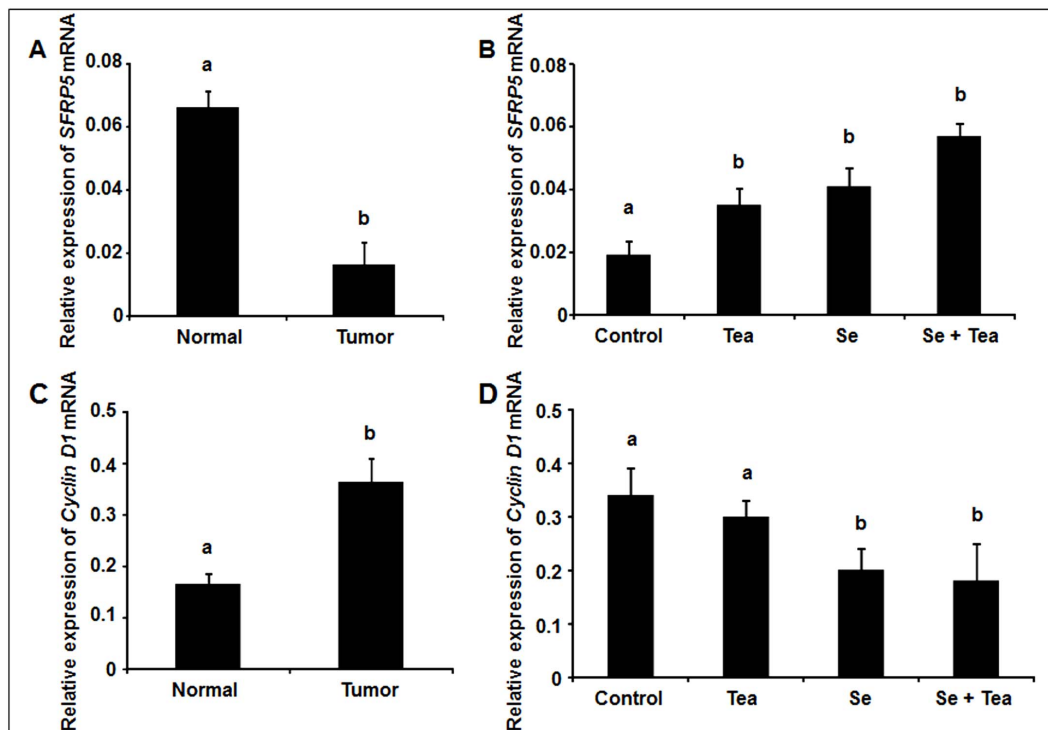 A
Relative expression of SFRP5 mRNA
0.08
0.06
0.04
0.02
0
a
b
Normal
Tumor
B
Relative expression of SFRP5 mRNA
0.08
0.06
0.04
0.02
0
a
b
b
b
Control
Tea
Se
Se + Tea
C
Relative expression of Cyclin D1 mRNA
0.5
0.4
0.3
0.2
0.1
0
a
b
Normal
Tumor
D
Relative expression of Cyclin D1 mRNA
0.5
0.4
0.3
0.2
0.1
0
a
a
b
b
Control
Tea
Se
Se + Tea